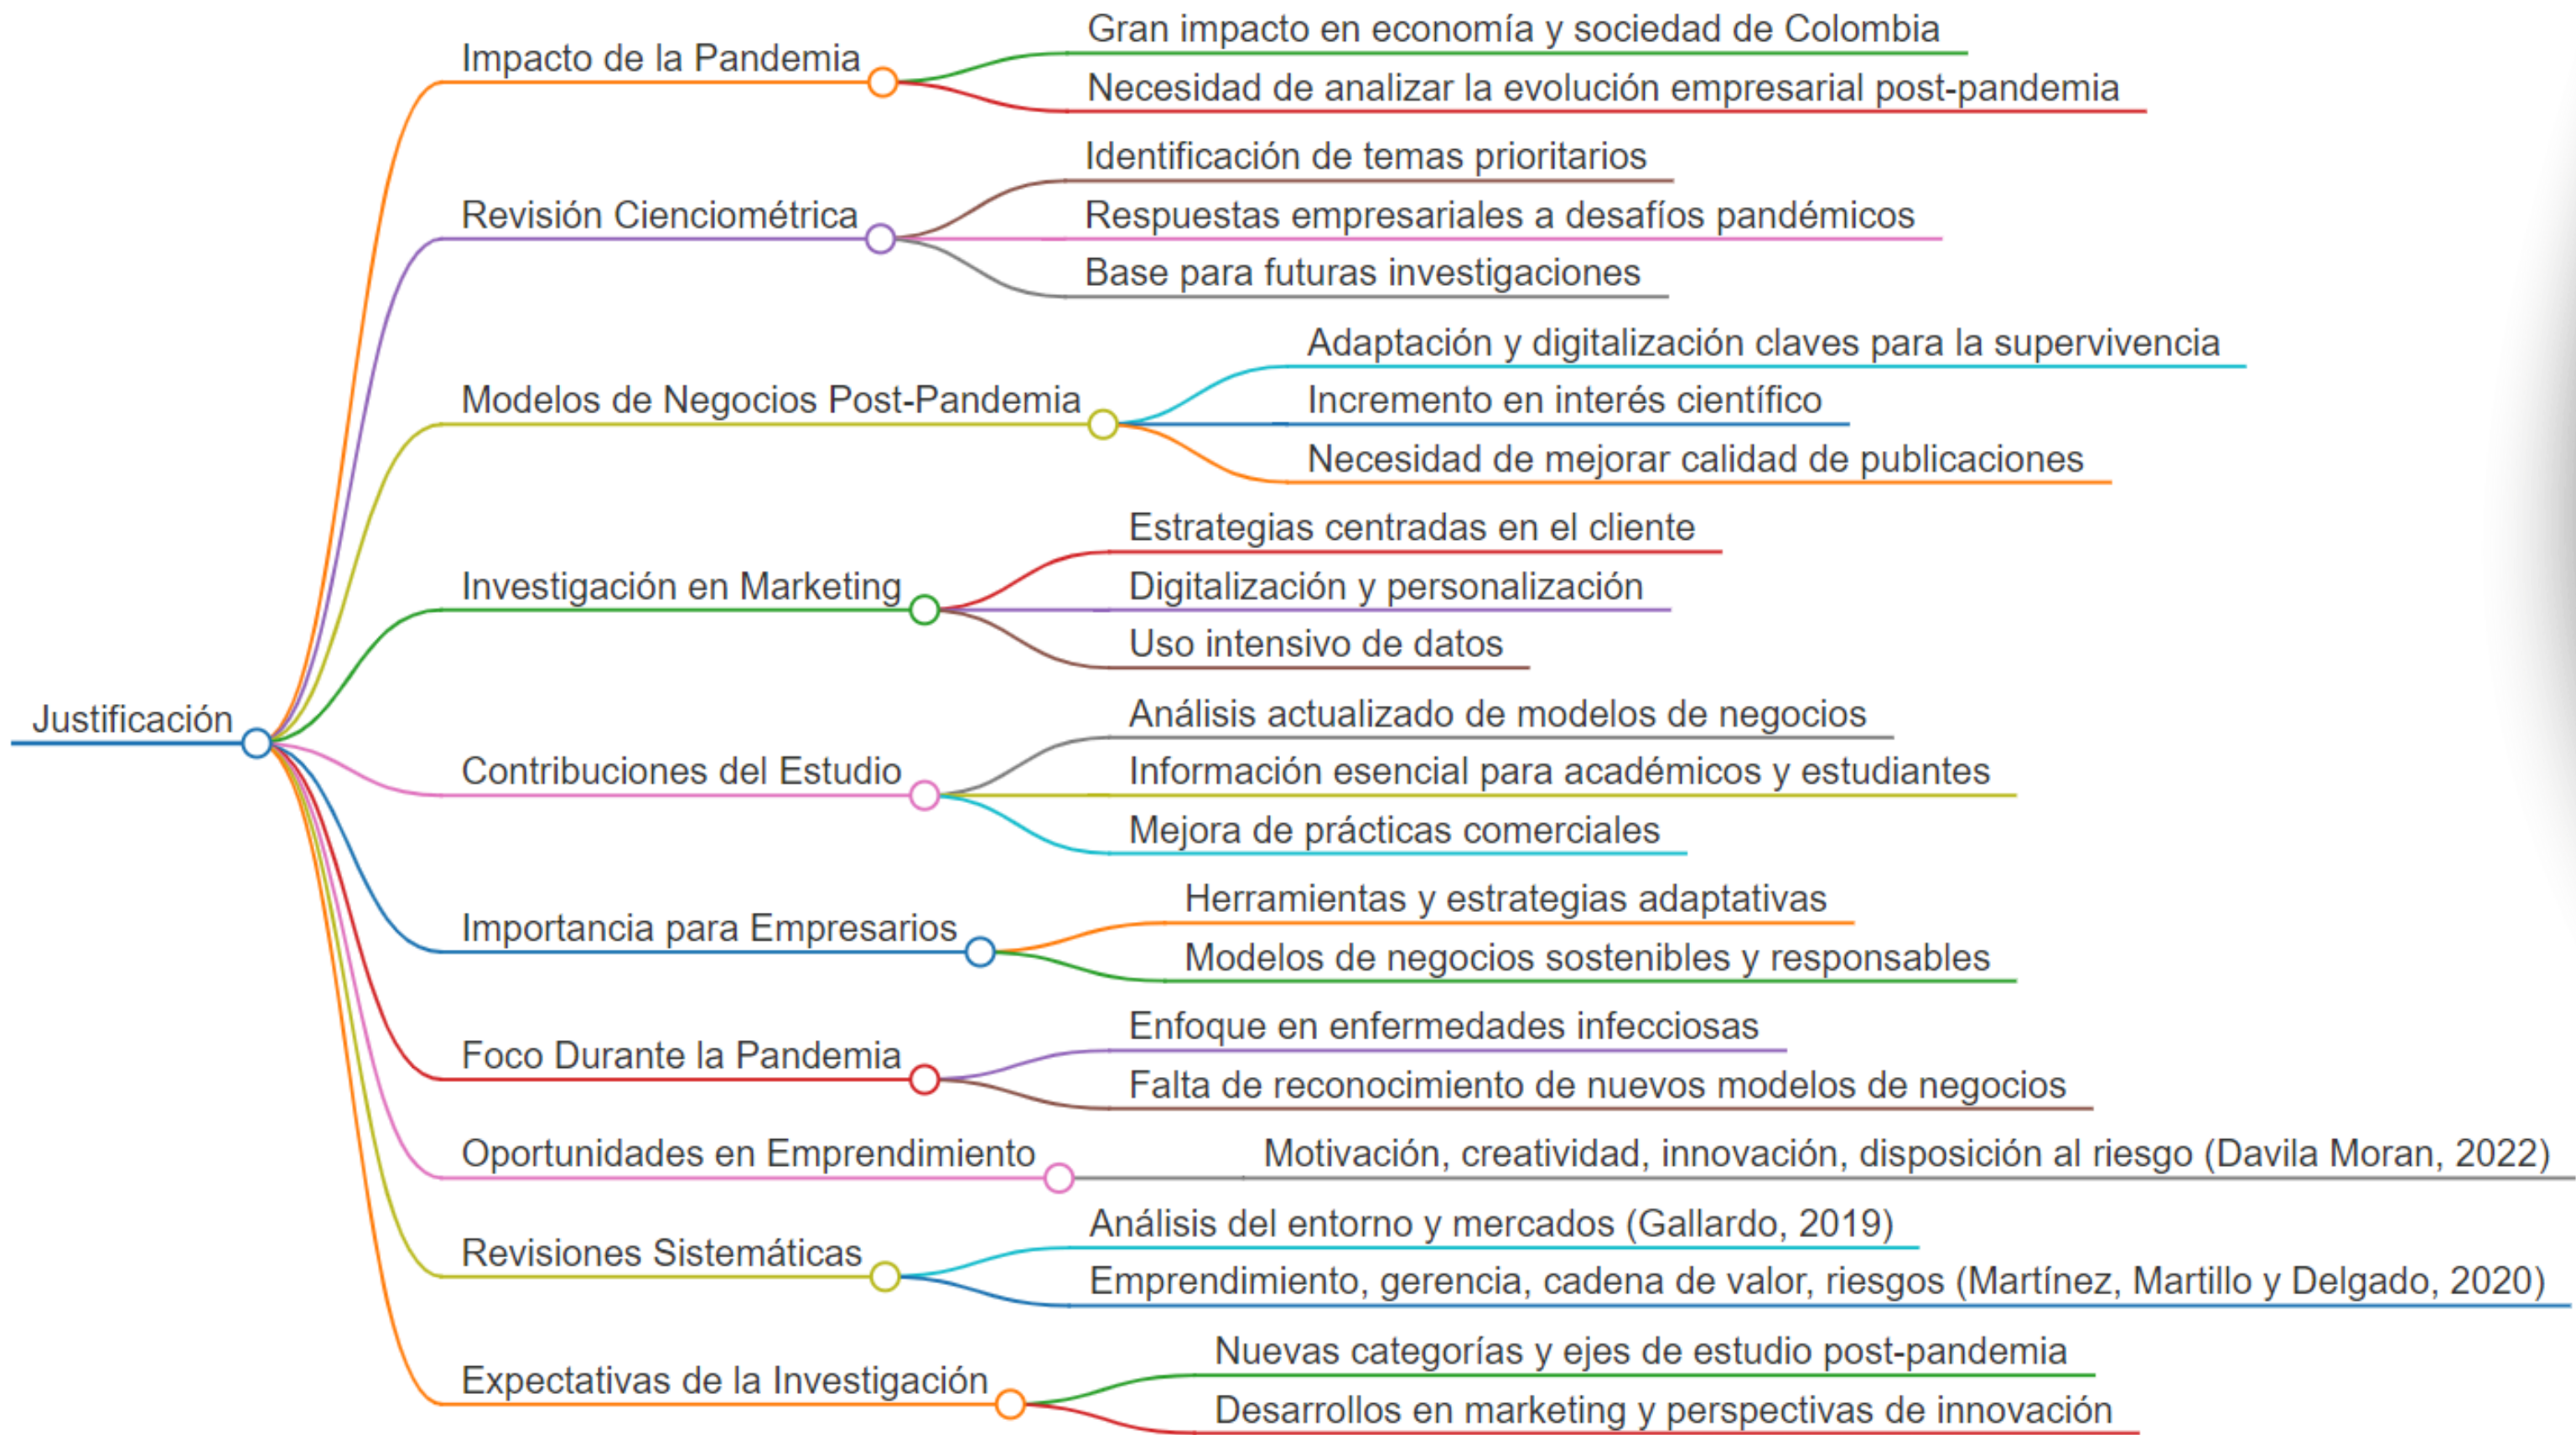 Justificación
Impacto de la Pandemia
Gran impacto en economía y sociedad de Colombia
Necesidad de analizar la evolución empresarial post-pandemia
Revisión Cienciométrica
Identificación de temas prioritarios
Respuestas empresariales a desafíos pandémicos
Base para futuras investigaciones
Modelos de Negocios Post-Pandemia
Adaptación y digitalización claves para la supervivencia
Incremento en interés científico
Necesidad de mejorar calidad de publicaciones
Investigación en Marketing
Estrategias centradas en el cliente
Digitalización y personalización
Uso intensivo de datos
Contribuciones del Estudio
Análisis actualizado de modelos de negocios
Información esencial para académicos y estudiantes
Mejora de prácticas comerciales
Importancia para Empresarios
Herramientas y estrategias adaptativas
Modelos de negocios sostenibles y responsables
Foco Durante la Pandemia
Enfoque en enfermedades infecciosas
Falta de reconocimiento de nuevos modelos de negocios
Oportunidades en Emprendimiento
Motivación, creatividad, innovación, disposición al riesgo (Davila Moran, 2022)
Revisiones Sistemáticas
Análisis del entorno y mercados (Gallardo, 2019)
Emprendimiento, gerencia, cadena de valor, riesgos (Martínez, Martillo y Delgado, 2020)
Expectativas de la Investigación
Nuevas categorías y ejes de estudio post-pandemia
Desarrollos en marketing y perspectivas de innovación